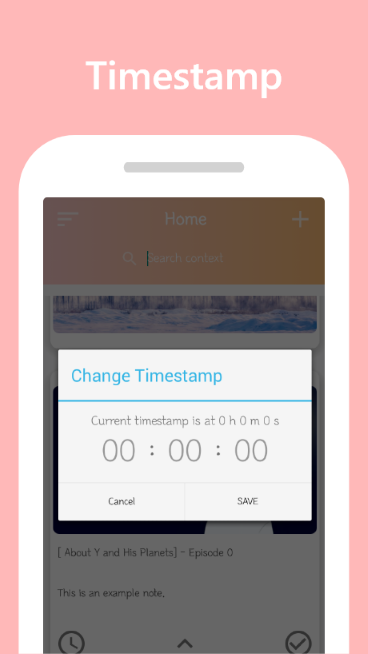 Timestamp
Home
Search context
Change Timestamp
Current timestamp is at 0 h 0 m 0 s
00 : 00 : 00
Cancel
SAVE
[ About Y and His Planets] - Episode 0
This is an example note.